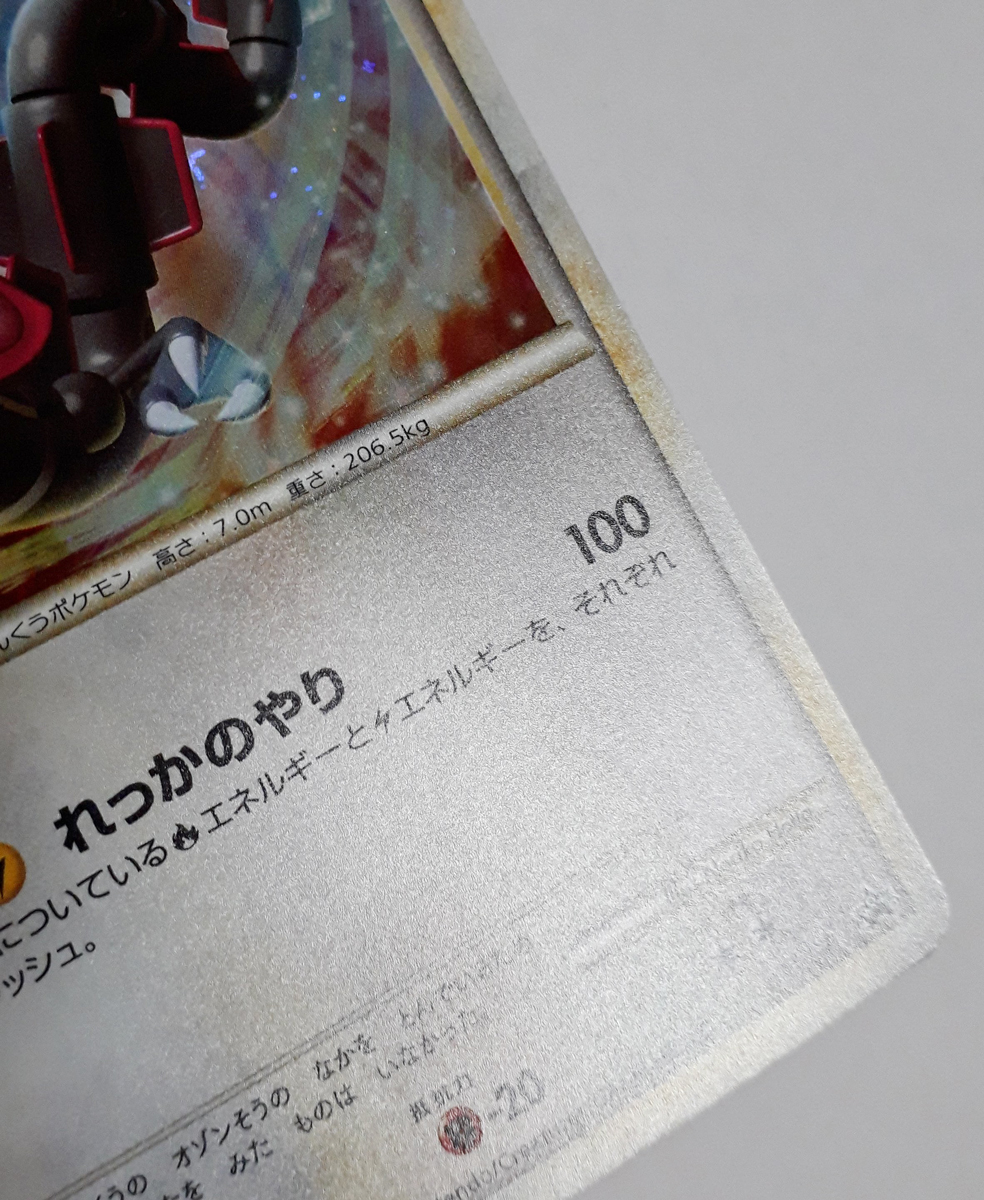 くうポケモン 高さ：7.0m 重さ：206.5kg
れっかのやり 100
についている エネルギーと エネルギーを、それぞれ
ッシュ。
うの オゾンそうの なかを とんでいるため
みた ものは いなかった。
抵抗力
-20